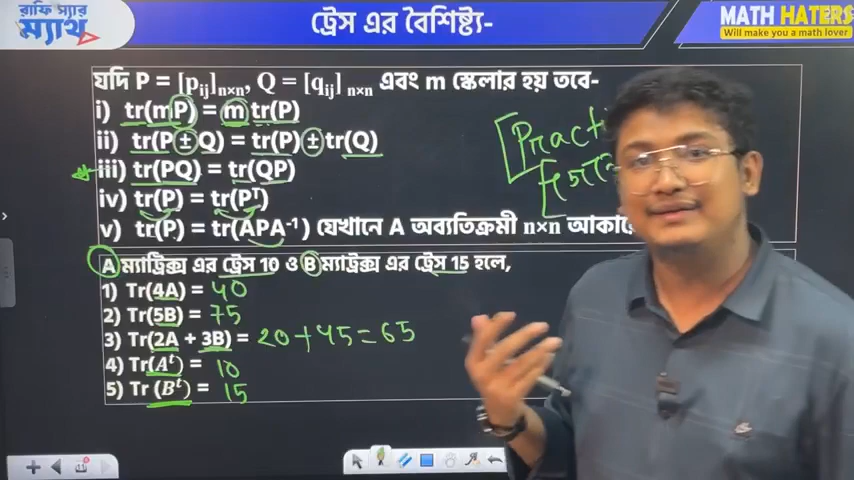 রাফি স্যার
ম্যাথ
ট্রেস এর বৈশিষ্ট্য-
MATH HATERS
Will make you a math lover
যদি P = [pij]n×n, Q = [qij] n×n এবং m স্কেলার হয় তবে-
i) tr(mP) = m tr(P)
ii) tr(P ± Q) = tr(P) ± tr(Q)
iii) tr(PQ) = tr(QP)
iv) tr(P) = tr(Pᵀ)
v) tr(P) = tr(APA⁻¹) যেখানে A অব্যতিক্রমী n×n
A ম্যাট্রিক্স এর ট্রেস 10 ও B ম্যাট্রিক্স এর ট্রেস 15 হলে,
1) Tr(4A) = 40
2) Tr(5B) = 75
3) Tr(2A + 3B) = 20 + 45 = 65
4) Tr(Aᵗ) = 10
5) Tr (Bᵗ) = 15